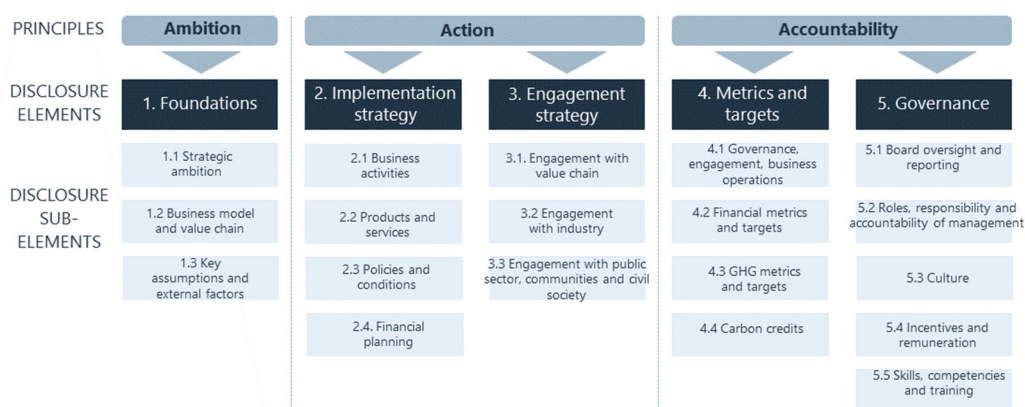 PRINCIPLES
Ambition
Action
Accountability
DISCLOSURE
ELEMENTS
1. Foundations
2. Implementation
strategy
3. Engagement
strategy
4. Metrics and
targets
5. Governance
DISCLOSURE
SUB-
ELEMENTS
1.1 Strategic
ambition
1.2 Business model
and value chain
1.3 Key
assumptions and
external factors
2.1 Business
activities
2.2 Products and
services
2.3 Policies and
conditions
2.4. Financial
planning
3.1. Engagement with
value chain
3.2 Engagement
with industry
3.3 Engagement with public
sector, communities and civil
society
4.1 Governance,
engagement, business
operations
4.2 Financial metrics
and targets
4.3 GHG metrics
and targets
4.4 Carbon credits
5.1 Board oversight and
reporting
5.2 Roles, responsibility and
accountability of management
5.3 Culture
5.4 Incentives and
remuneration
5.5 Skills, competencies
and training